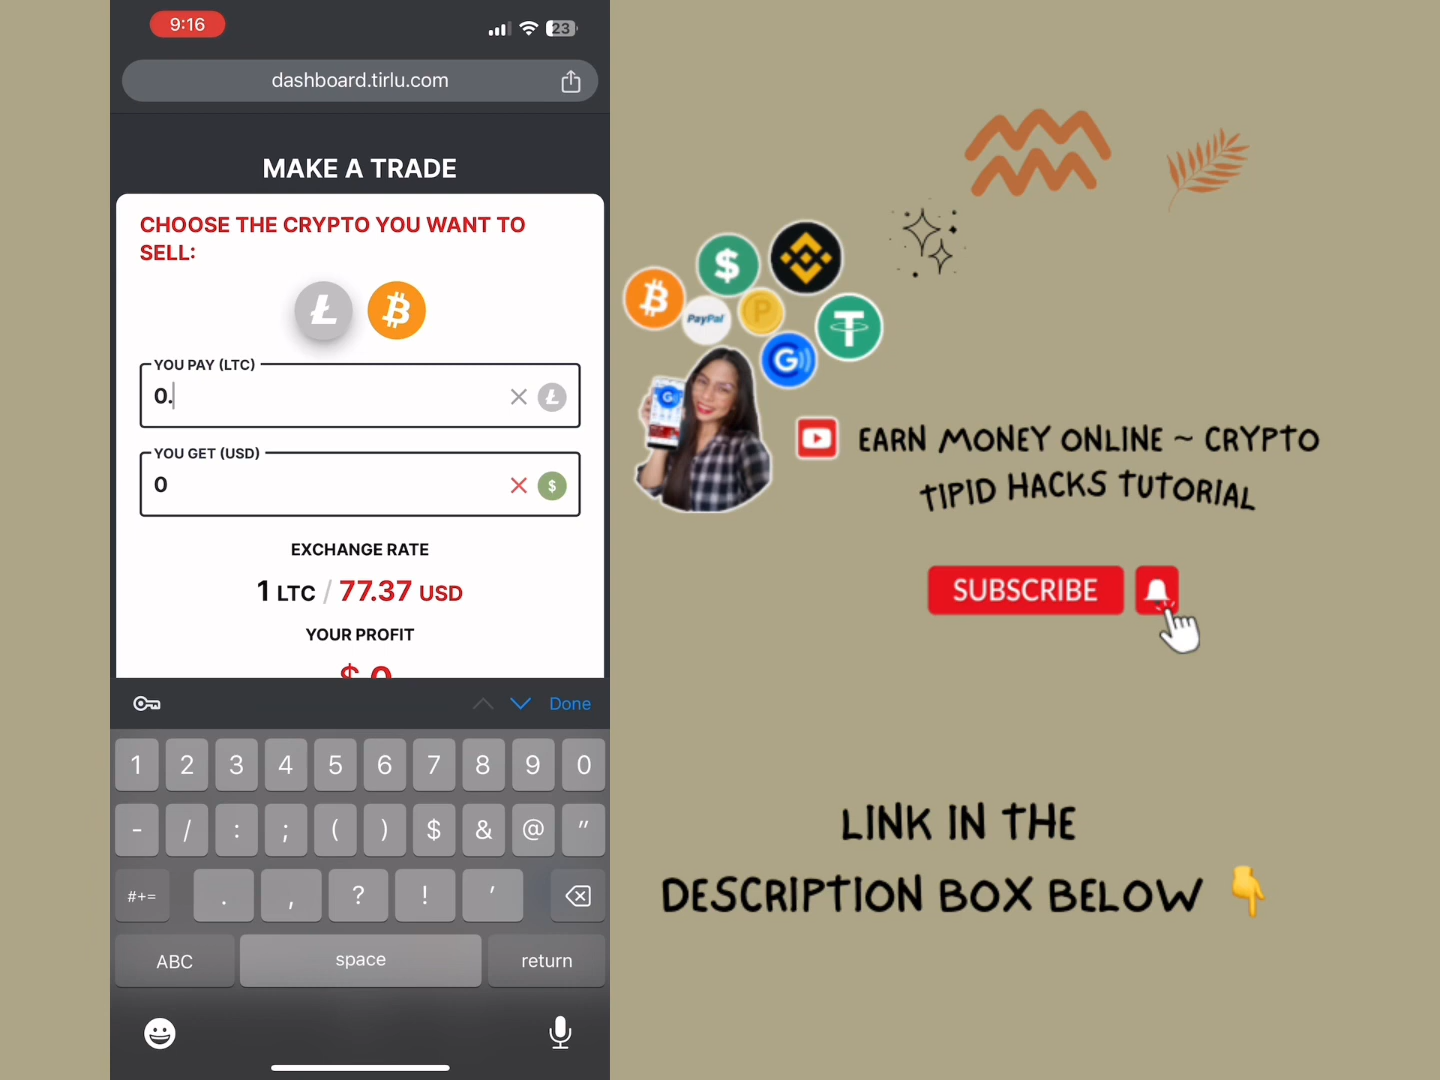 9:16
23
dashboard.tirlu.com
MAKE A TRADE
CHOOSE THE CRYPTO YOU WANT TO
SELL:
YOU PAY (LTC)
0.
YOU GET (USD)
0
$
EXCHANGE RATE
1 LTC / 77.37 USD
YOUR PROFIT
$ 0
Done
1 2 3 4 5 6 7 8 9 0
- / : ; ( ) $ & @ "
#+= . , ? ! '
ABC space return
$
PayPal
P
G
EARN MONEY ONLINE ~ CRYPTO
TIPID HACKS TUTORIAL
SUBSCRIBE
LINK IN THE
DESCRIPTION BOX BELOW 👇